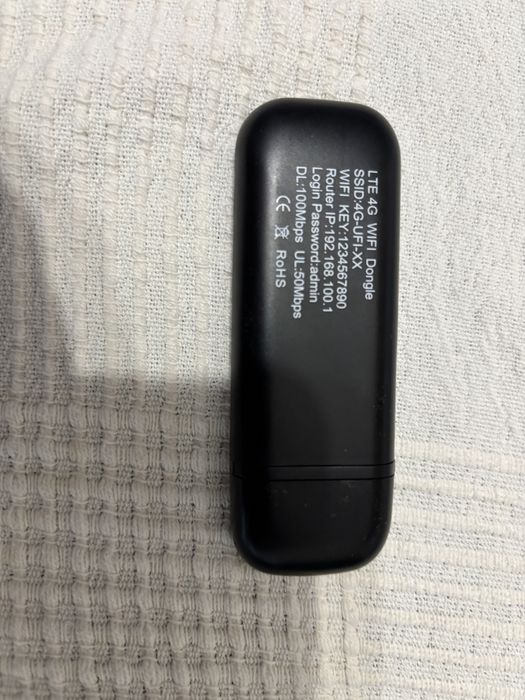 LTE 4G WIFI Dongle
SSID:4G-UFI-XX
WIFI KEY:1234567890
Router IP:192.168.100.1
Login Password:admin
DL:100Mbps UL:50Mbps
CE RoHS